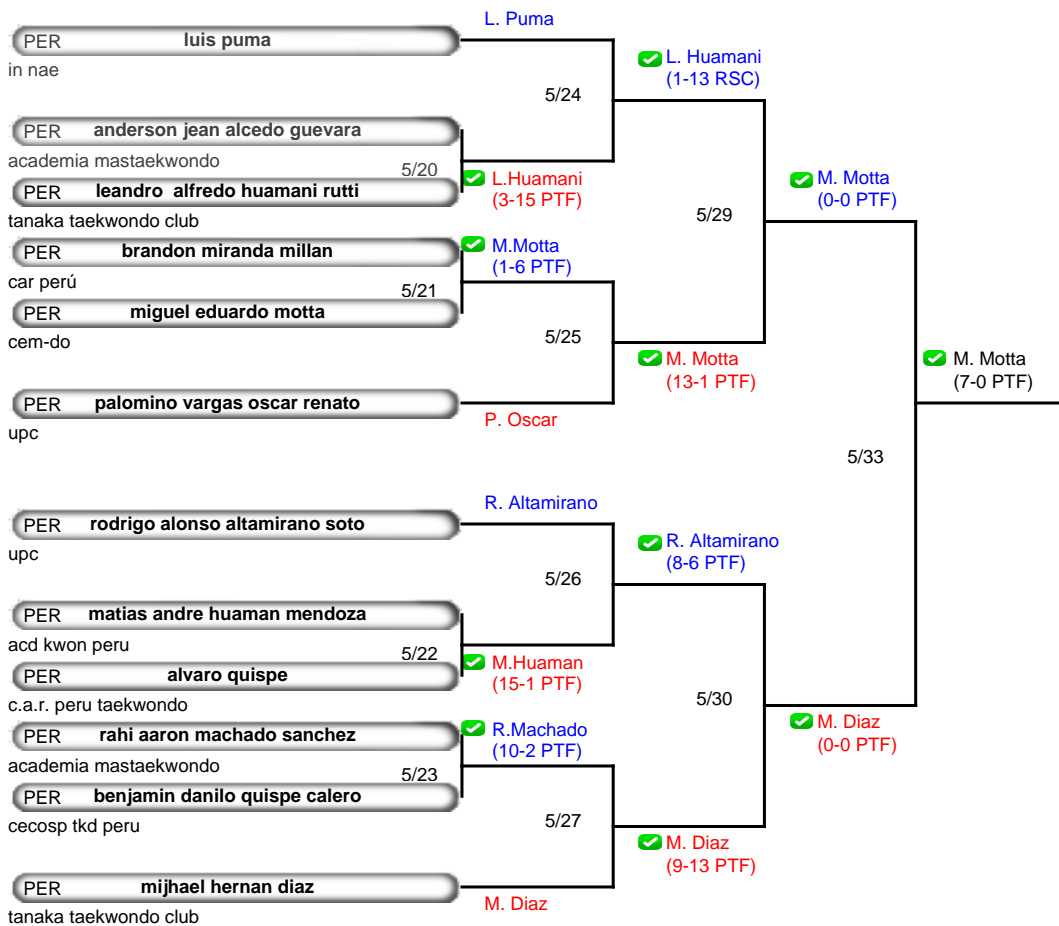 L. Puma
PER luis puma
in nae
L. Huamani
(1-13 RSC)
5/24
PER anderson jean alcedo guevara
academia mastaekwondo
5/20
L.Huamani
(3-15 PTF)
PER leandro  alfredo huamani rutti
tanaka taekwondo club
M. Motta
(0-0 PTF)
5/29
PER brandon miranda millan
car perú
M.Motta
(1-6 PTF)
5/21
PER miguel eduardo motta
cem-do
5/25
M. Motta
(13-1 PTF)
M. Motta
(7-0 PTF)
PER palomino vargas oscar renato
upc
P. Oscar
5/33
R. Altamirano
PER rodrigo alonso altamirano soto
upc
R. Altamirano
(8-6 PTF)
5/26
PER matias andre huaman mendoza
acd kwon peru
5/22
M.Huaman
(15-1 PTF)
PER alvaro quispe
c.a.r. peru taekwondo
5/30
M. Diaz
(0-0 PTF)
PER rahi aaron machado sanchez
academia mastaekwondo
R.Machado
(10-2 PTF)
5/23
PER benjamin danilo quispe calero
cecosp tkd peru
5/27
M. Diaz
(9-13 PTF)
PER mijhael hernan diaz
tanaka taekwondo club
M. Diaz